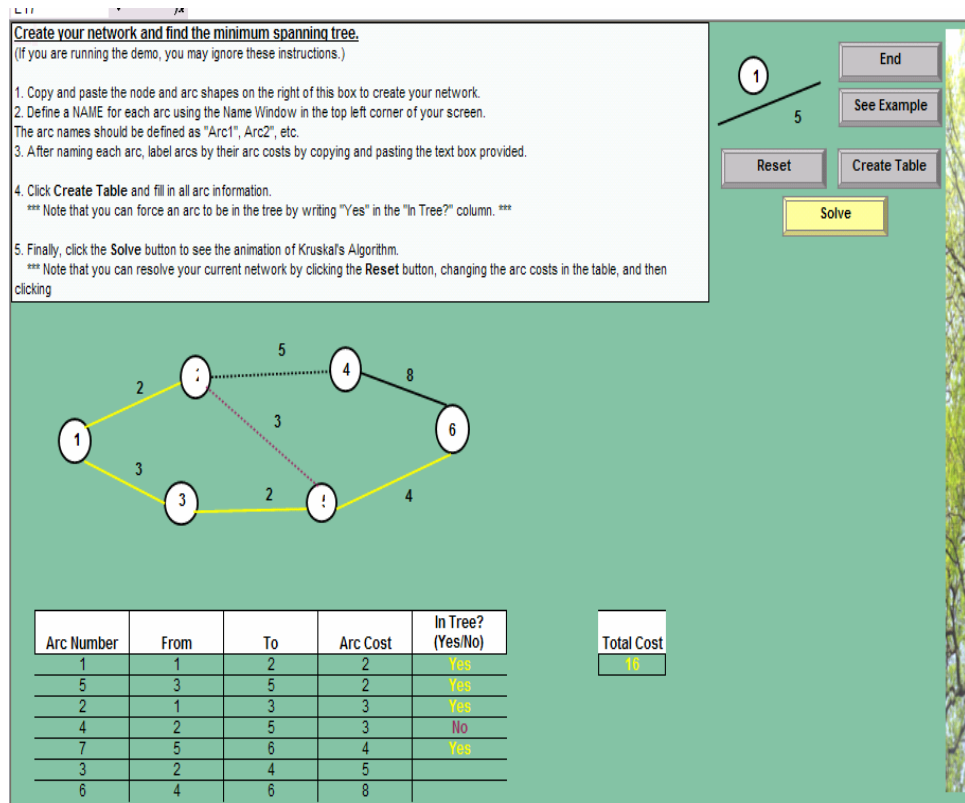 Create your network and find the minimum spanning tree.
(If you are running the demo, you may ignore these instructions.)
1. Copy and paste the node and arc shapes on the right of this box to create your network.
2. Define a NAME for each arc using the Name Window in the top left corner of your screen.
The arc names should be defined as "Arc1", Arc2", etc.
3. After naming each arc, label arcs by their arc costs by copying and pasting the text box provided.
4. Click Create Table and fill in all arc information.
*** Note that you can force an arc to be in the tree by writing "Yes" in the "In Tree?" column. ***
5. Finally, click the Solve button to see the animation of Kruskal's Algorithm.
*** Note that you can resolve your current network by clicking the Reset button, changing the arc costs in the table, and then
clicking
1
5
End
See Example
Reset
Create Table
Solve
5
4
8
2
3
1
6
3
3
2
4
Arc Number From To Arc Cost In Tree? (Yes/No)
1 1 2 2 Yes
5 3 5 2 Yes
2 1 3 3 Yes
4 2 5 3 No
7 5 6 4 Yes
3 2 4 5
6 4 6 8
Total Cost
16